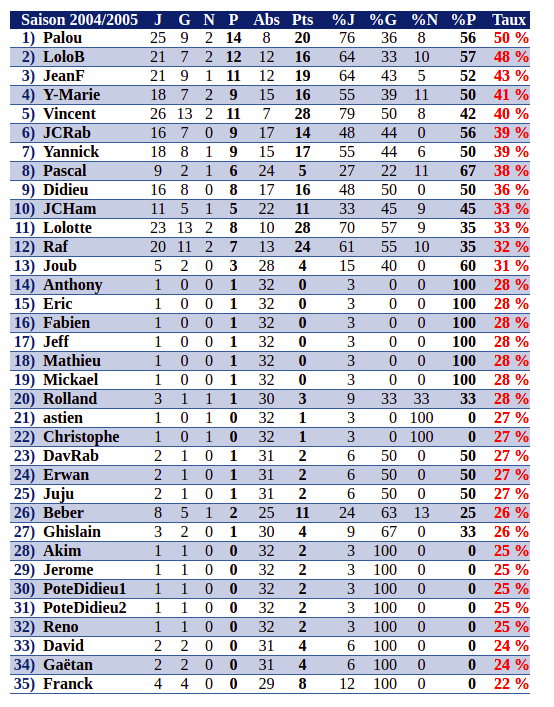 Saison 2004/2005 J G N P Abs Pts %J %G %N %P Taux
1) Palou 25 9 2 14 8 20 76 36 8 56 50 %
2) LoloB 21 7 2 12 12 16 64 33 10 57 48 %
3) JeanF 21 9 1 11 12 19 64 43 5 52 43 %
4) Y-Marie 18 7 2 9 15 16 55 39 11 50 41 %
5) Vincent 26 13 2 11 7 28 79 50 8 42 40 %
6) JCRab 16 7 0 9 17 14 48 44 0 56 39 %
7) Yannick 18 8 1 9 15 17 55 44 6 50 39 %
8) Pascal 9 2 1 6 24 5 27 22 11 67 38 %
9) Didieu 16 8 0 8 17 16 48 50 0 50 36 %
10) JCHam 11 5 1 5 22 11 33 45 9 45 33 %
11) Lolotte 23 13 2 8 10 28 70 57 9 35 33 %
12) Raf 20 11 2 7 13 24 61 55 10 35 32 %
13) Joub 5 2 0 3 28 4 15 40 0 60 31 %
14) Anthony 1 0 0 1 32 0 3 0 0 100 28 %
15) Eric 1 0 0 1 32 0 3 0 0 100 28 %
16) Fabien 1 0 0 1 32 0 3 0 0 100 28 %
17) Jeff 1 0 0 1 32 0 3 0 0 100 28 %
18) Mathieu 1 0 0 1 32 0 3 0 0 100 28 %
19) Mickael 1 0 0 1 32 0 3 0 0 100 28 %
20) Rolland 3 1 1 1 30 3 9 33 33 33 28 %
21) astien 1 0 1 0 32 1 3 0 100 0 27 %
22) Christophe 1 0 1 0 32 1 3 0 100 0 27 %
23) DavRab 2 1 0 1 31 2 6 50 0 50 27 %
24) Erwan 2 1 0 1 31 2 6 50 0 50 27 %
25) Juju 2 1 0 1 31 2 6 50 0 50 27 %
26) Beber 8 5 1 2 25 11 24 63 13 25 26 %
27) Ghislain 3 2 0 1 30 4 9 67 0 33 26 %
28) Akim 1 1 0 0 32 2 3 100 0 0 25 %
29) Jerome 1 1 0 0 32 2 3 100 0 0 25 %
30) PoteDidieu1 1 1 0 0 32 2 3 100 0 0 25 %
31) PoteDidieu2 1 1 0 0 32 2 3 100 0 0 25 %
32) Reno 1 1 0 0 32 2 3 100 0 0 25 %
33) David 2 2 0 0 31 4 6 100 0 0 24 %
34) Gaëtan 2 2 0 0 31 4 6 100 0 0 24 %
35) Franck 4 4 0 0 29 8 12 100 0 0 22 %